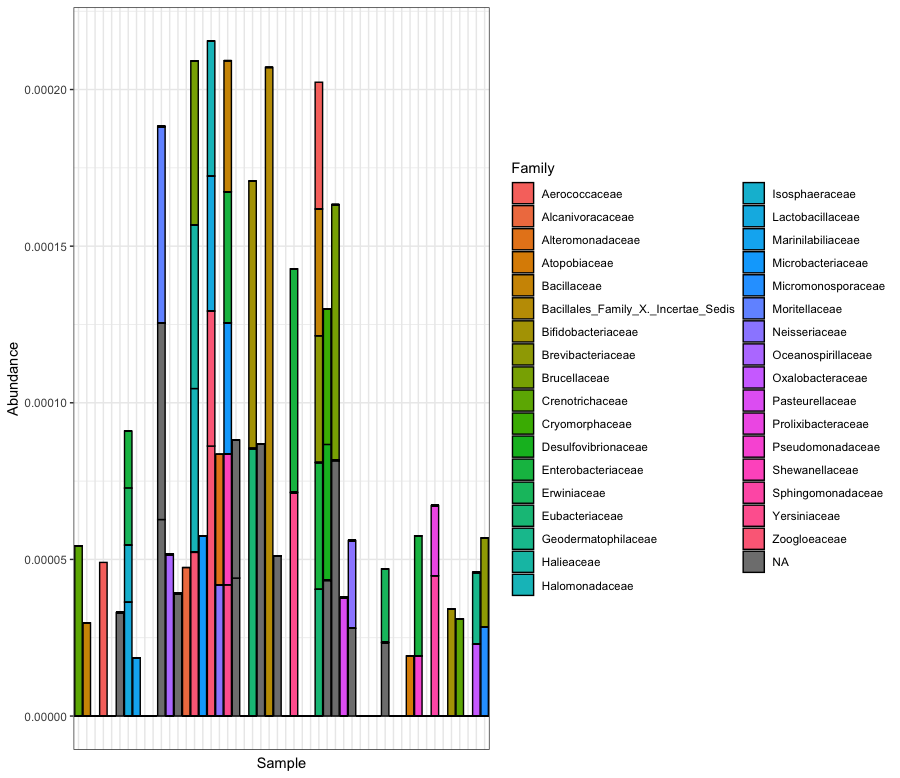 0.00020
0.00015
0.00010
0.00005
0.00000
Abundance
Sample
Family
Aerococcaceae
Alcanivoracaceae
Alteromonadaceae
Atopobiaceae
Bacillaceae
Bacillales_Family_X._Incertae_Sedis
Bifidobacteriaceae
Brevibacteriaceae
Brucellaceae
Crenotrichaceae
Cryomorphaceae
Desulfovibrionaceae
Enterobacteriaceae
Erwiniaceae
Eubacteriaceae
Geodermatophilaceae
Halieaceae
Halomonadaceae
Isosphaeraceae
Lactobacillaceae
Marinilabiliaceae
Microbacteriaceae
Micromonosporaceae
Moritellaceae
Neisseriaceae
Oceanospirillaceae
Oxalobacteraceae
Pasteurellaceae
Prolixibacteraceae
Pseudomonadaceae
Shewanellaceae
Sphingomonadaceae
Yersiniaceae
Zoogloeaceae
NA